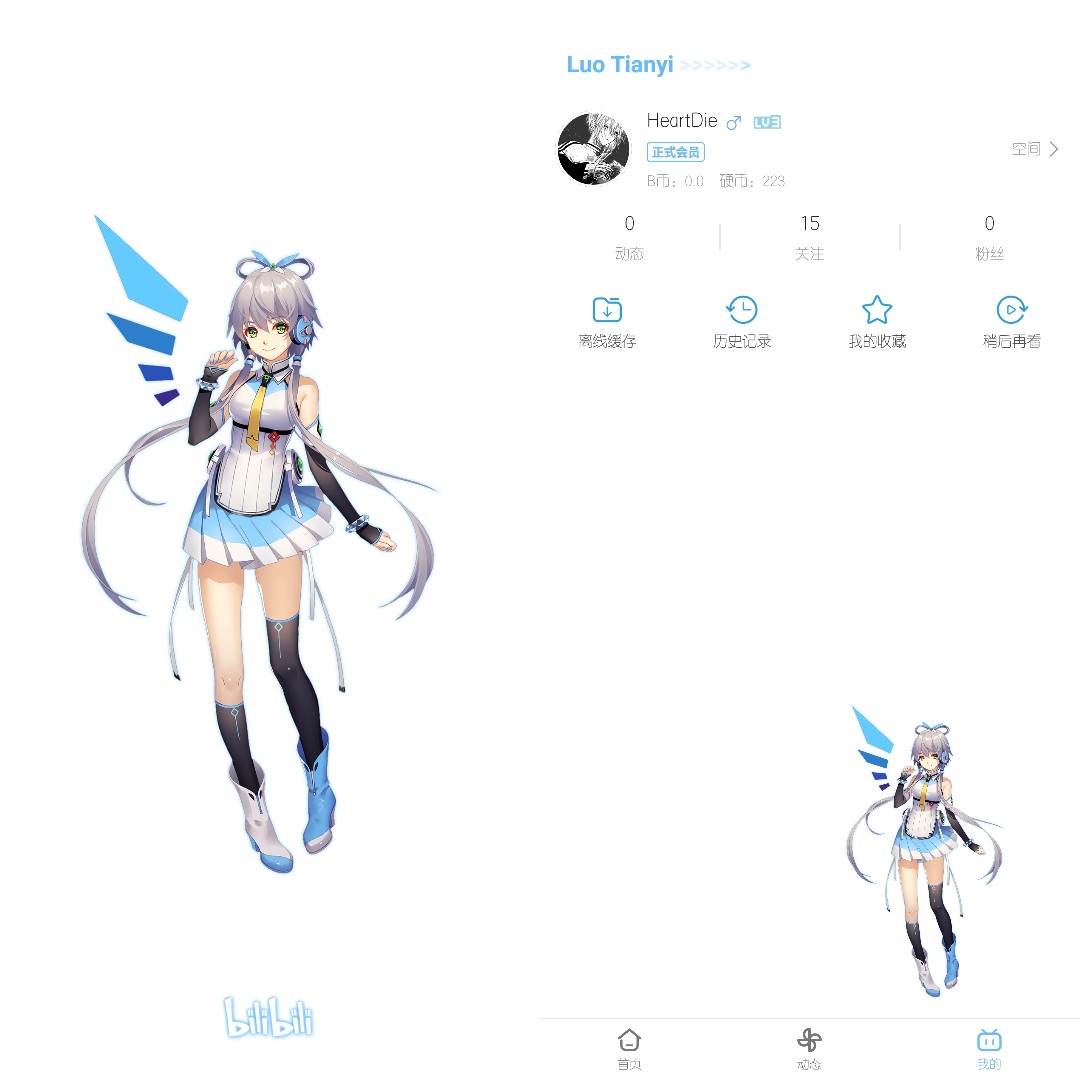 bilibili
Luo Tianyi >>>>>>
HeartDie ♂ LV3
正式会员
B币：0.0 硬币：223
空间 >
0 15 0
动态 关注 粉丝
离线缓存 历史记录 我的收藏 稍后再看
首页 动态 我的